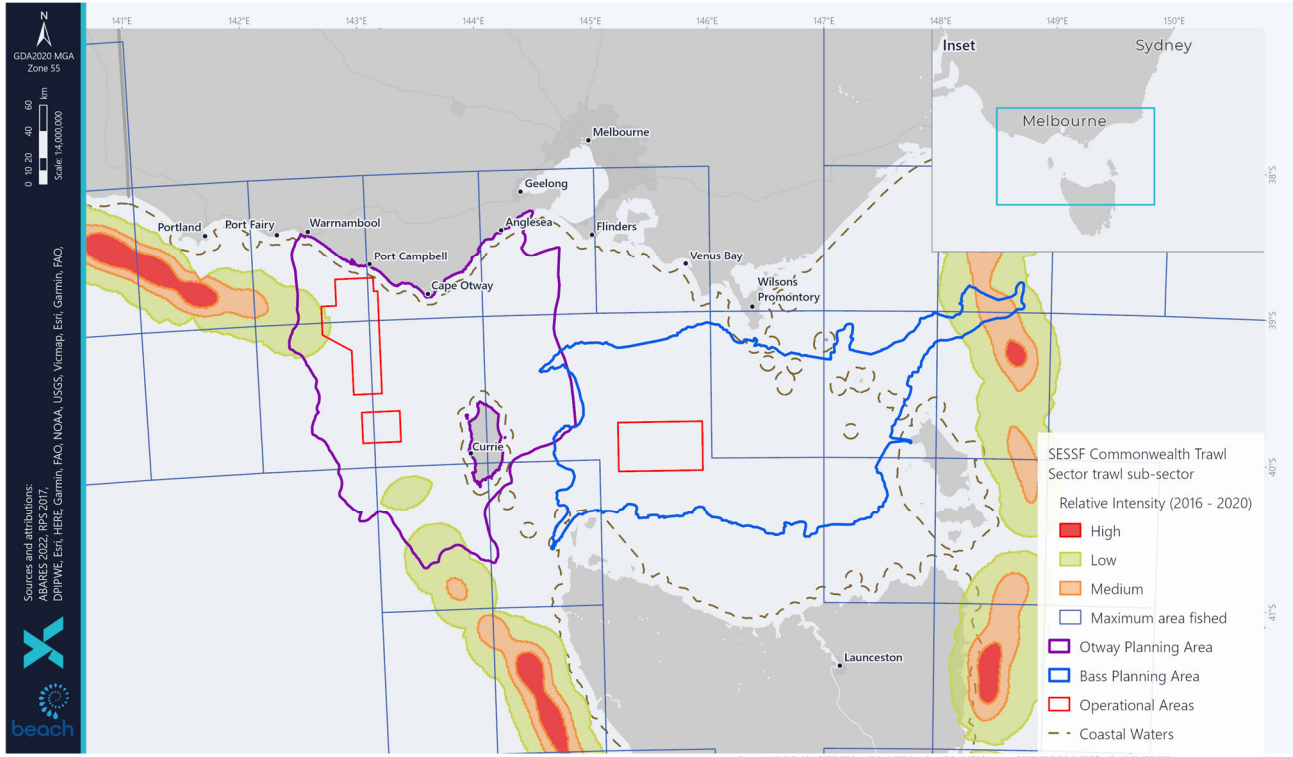 141°E 142°E 143°E 144°E 145°E 146°E 147°E 148°E 149°E 150°E
N
GDA2020 MGA
Zone 55
0 10 20 40 60 km
Scale: 1:4,000,000
Sources and attributions:
ABARES 2022, RPS 2017,
DPIPWE, Esri, HERE, Garmin, FAO, NOAA, USGS, Vicmap, Esri, Garmin, FAO,
beach
Melbourne
Geelong
Portland
Port Fairy
Warnambool
Anglesea
Flinders
Port Campbell
Cape Otway
Venus Bay
Wilsons
Promontory
Currie
Launceston
Inset
Sydney
Melbourne
38°S
39°S
40°S
41°S
SESSF Commonwealth Trawl
Sector trawl sub-sector
Relative Intensity (2016 - 2020)
High
Low
Medium
Maximum area fished
Otway Planning Area
Bass Planning Area
Operational Areas
Coastal Waters